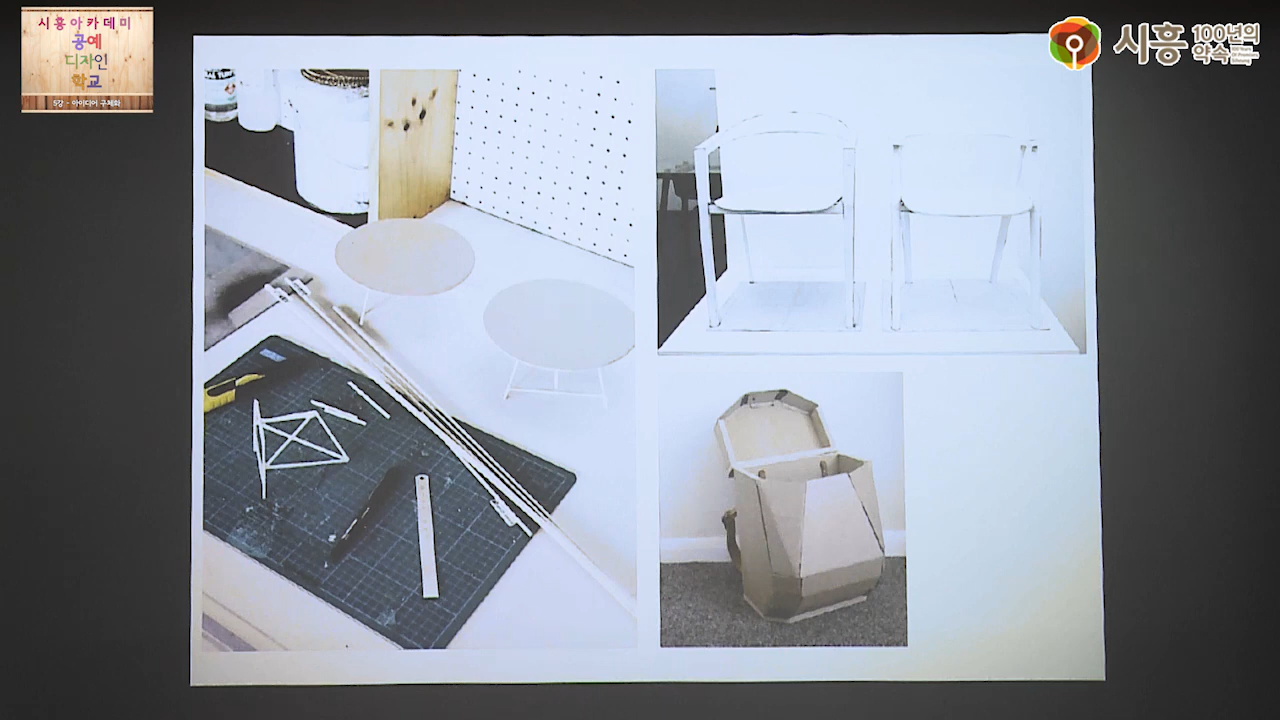 시흥아카데미
공예
디자인
학교
5강 - 아이디어 구체화
시흥
100년의
약속